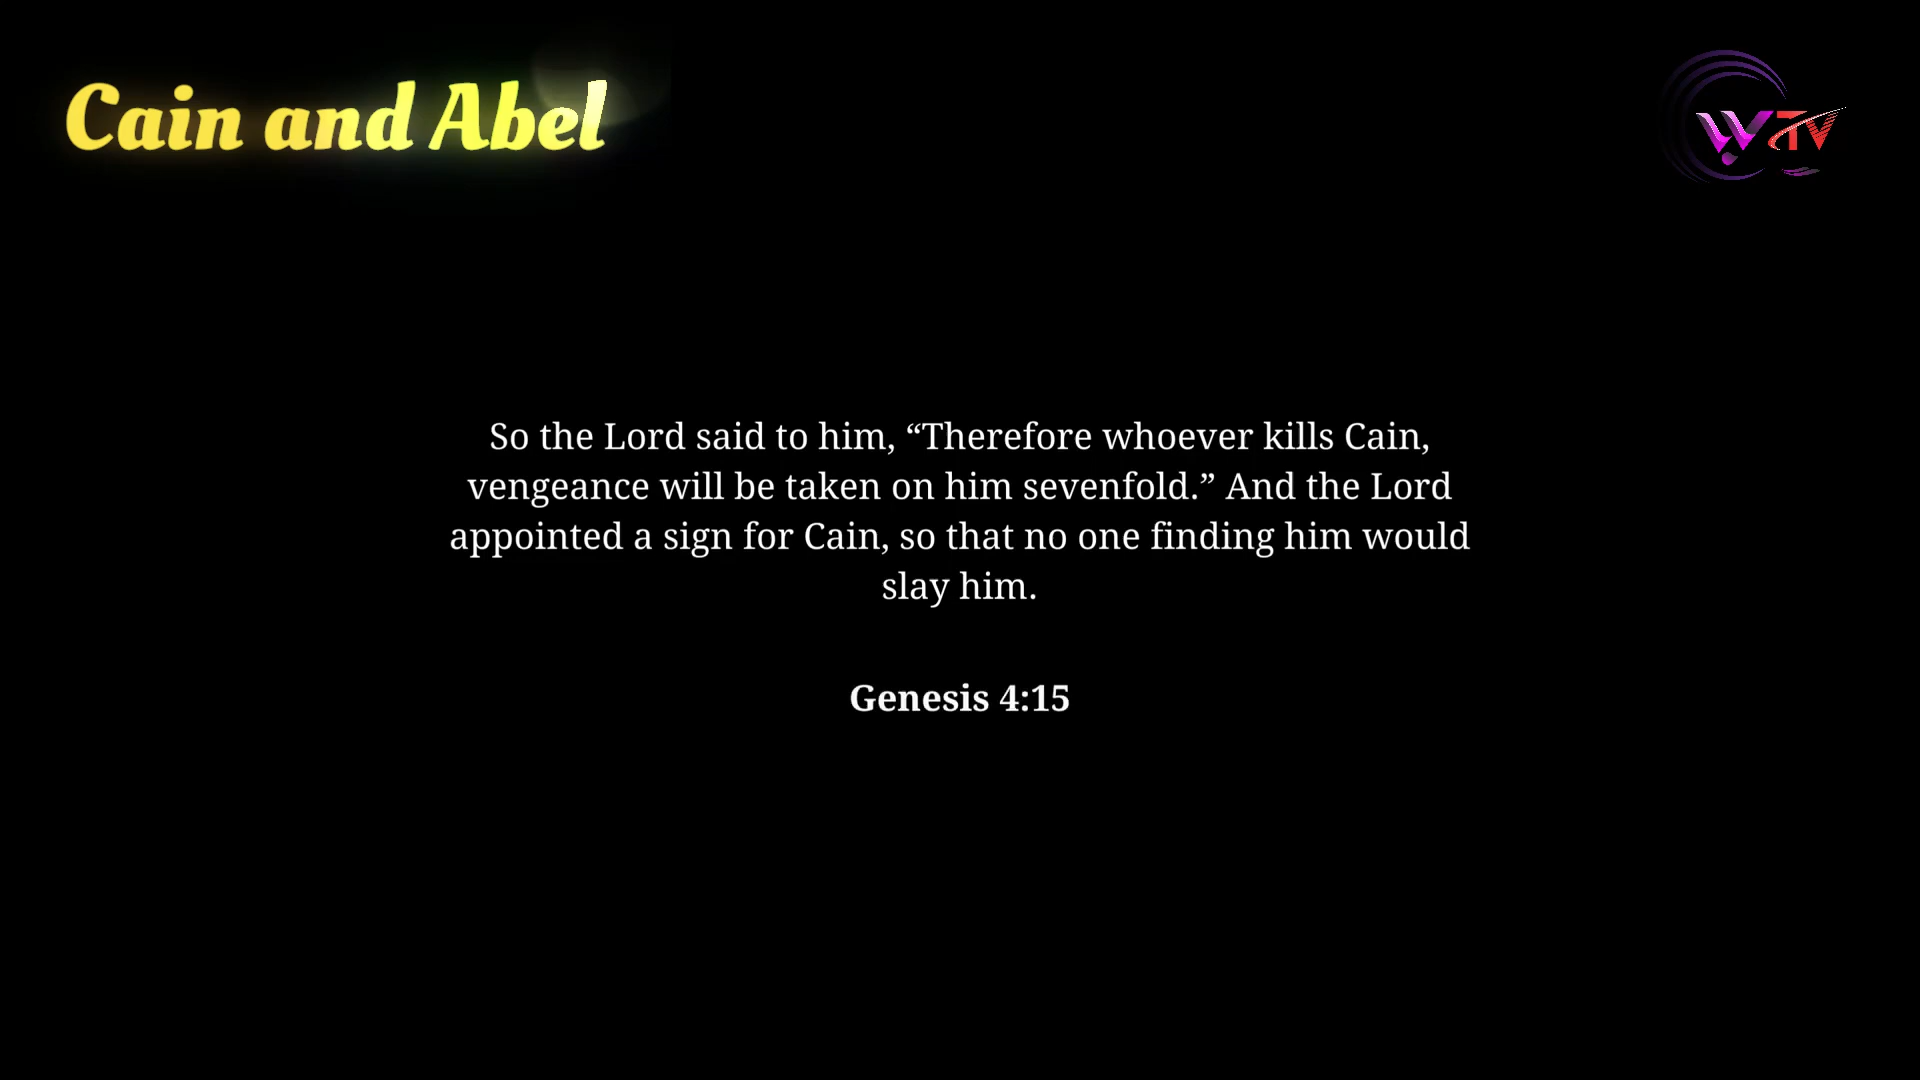 Cain and Abel
WTV
So the Lord said to him, “Therefore whoever kills Cain,
vengeance will be taken on him sevenfold.” And the Lord
appointed a sign for Cain, so that no one finding him would
slay him.
Genesis 4:15